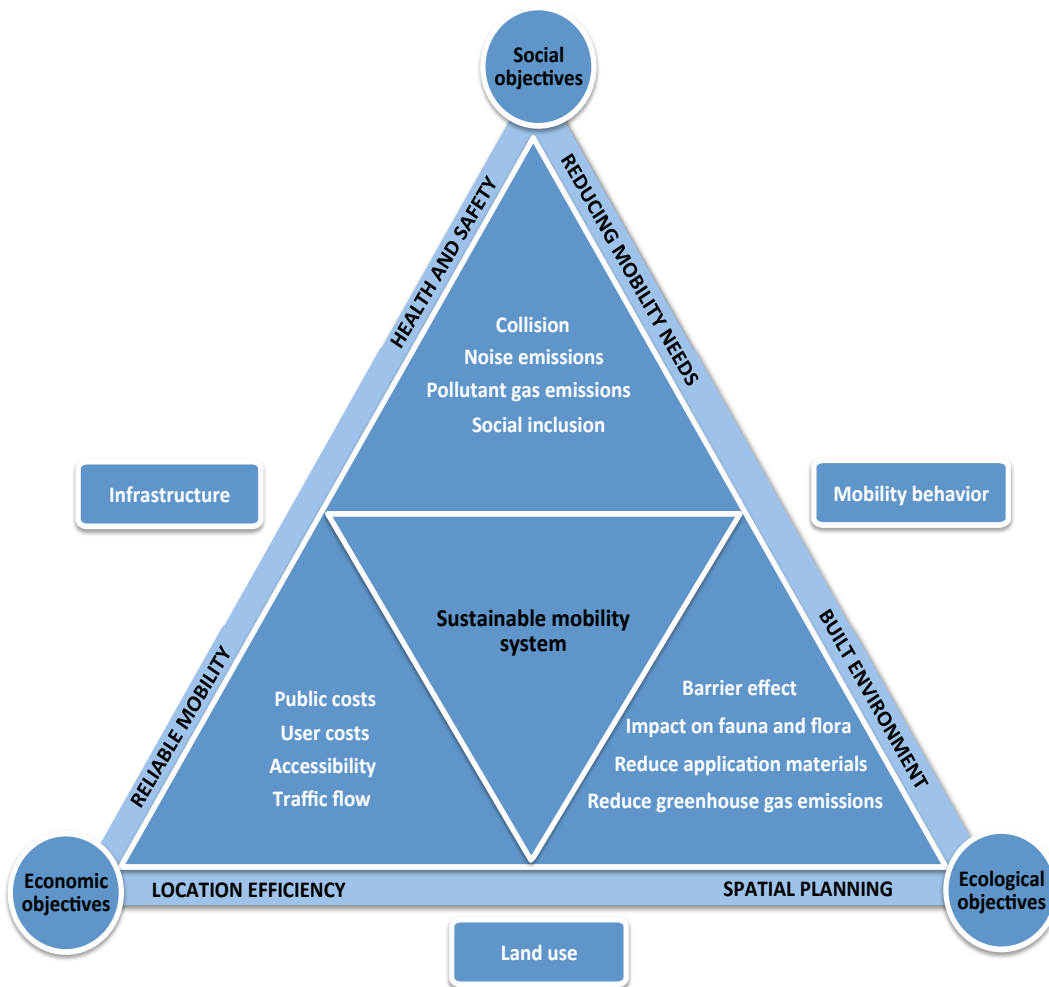 Social
objectives
HEALTH AND SAFETY
REDUCING MOBILITY NEEDS
Collision
Noise emissions
Pollutant gas emissions
Social inclusion
Infrastructure
Mobility behavior
Sustainable mobility
system
RELIABLE MOBILITY
BUILT ENVIRONMENT
Public costs
User costs
Accessibility
Traffic flow
Barrier effect
Impact on fauna and flora
Reduce application materials
Reduce greenhouse gas emissions
Economic
objectives
LOCATION EFFICIENCY
SPATIAL PLANNING
Ecological
objectives
Land use